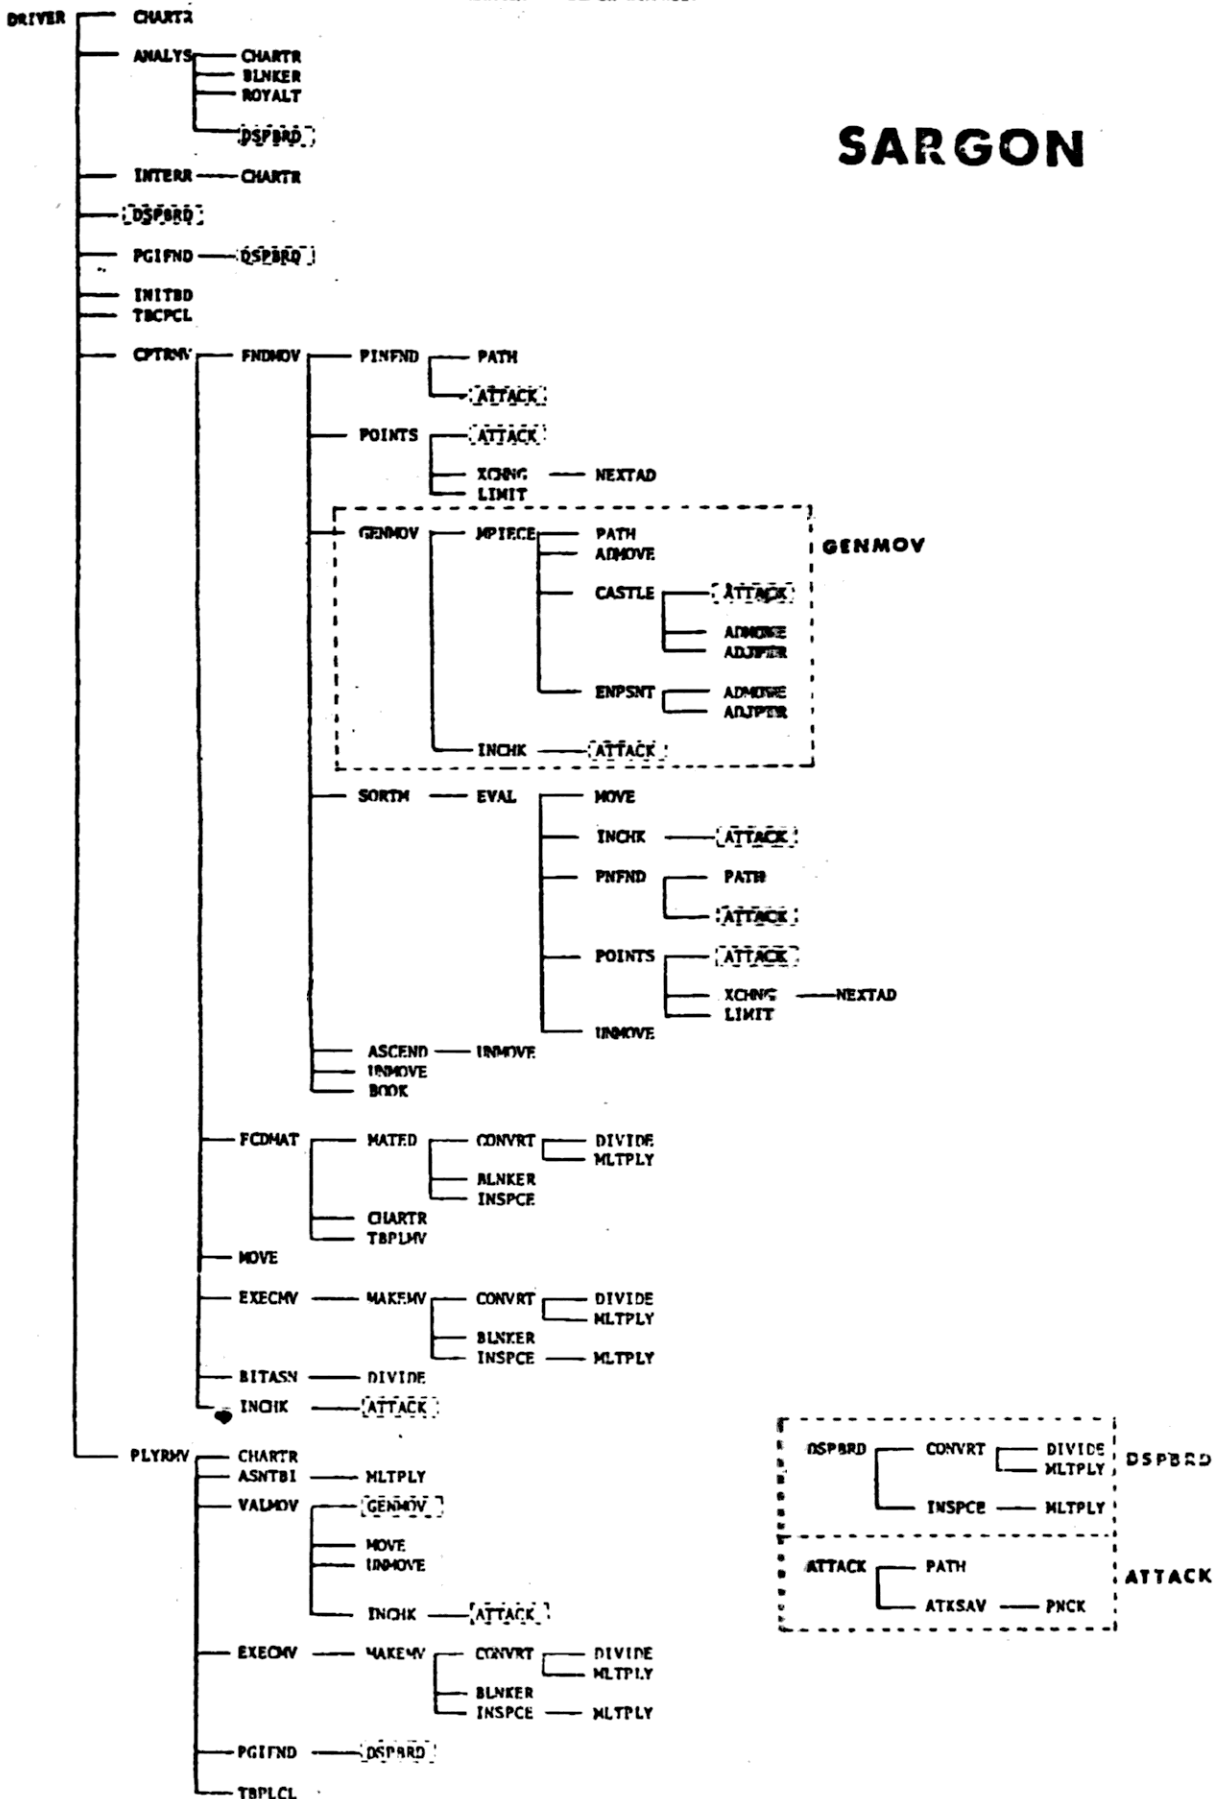 DRIVER CHARTR
ANALYS CHARTR
BLNKER
ROYALT
DSPBRD
SARGON
INTERR CHARTR
DSPBRD
PGIFND DSPBRD
INITBD
TBCPCL
CPTRMV FNDMOV PINFND PATH
ATTACK
POINTS ATTACK
XCHNG NEXTAD
LIMIT
GENMOV MPIECE PATH
GENMOV
ADMOVE
CASTLE ATTACK
ADMOVE
ADJPTR
ENPSNT ADMOVE
ADJPTR
INCHK ATTACK
SORTM EVAL MOVE
INCHK ATTACK
PNFND PATH
ATTACK
POINTS ATTACK
XCHNG NEXTAD
LIMIT
UNMOVE
ASCEND UNMOVE
UNMOVE
BOOK
FCDMAT MATED CONVRT DIVIDE
MLTPLY
BLNKER
INSPCE
CHARTR
TBPLMV
MOVE
EXECMV MAKEMV CONVRT DIVIDE
MLTPLY
BLNKER
INSPCE MLTPLY
BITASN DIVIDE
INCHK ATTACK
PLYRMV CHARTR
ASNTBI MLTPLY
VALMOV GENMOV
MOVE
UNMOVE
INCHK ATTACK
EXECMV MAKEMV CONVRT DIVIDE
MLTPLY
BLNKER
INSPCE MLTPLY
PGIFND DSPBRD
TBPLCL
DSPBRD CONVRT DIVIDE
MLTPLY
DSPBRD
INSPCE MLTPLY
ATTACK PATH
ATTACK
ATKSAV PNCK